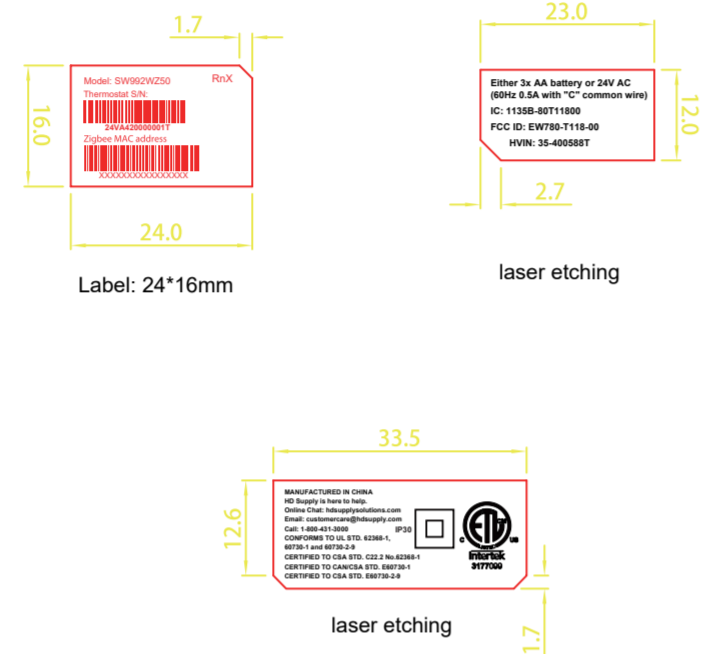 1.7
23.0
Model: SW992WZ50 RnX
Thermostat S/N:
24VA420000001T
Zigbee MAC address
XXXXXXXXXXXXXXXX
16.0
24.0
Label: 24*16mm
Either 3x AA battery or 24V AC
(60Hz 0.5A with "C" common wire)
IC: 1135B-80T11800
FCC ID: EW780-T118-00
HVIN: 35-400588T
12.0
2.7
laser etching
33.5
MANUFACTURED IN CHINA
HD Supply is here to help.
Online Chat: hdsupplysolutions.com
Email: customercare@hdsupply.com
Call: 1-800-431-3000 IP30
CONFORMS TO UL STD. 62368-1,
60730-1 and 60730-2-9
CERTIFIED TO CSA STD. C22.2 No.62368-1
CERTIFIED TO CAN/CSA STD. E60730-1
CERTIFIED TO CSA STD. E60730-2-9
ETL
C US
Intertek
3177099
12.6
1.7
laser etching